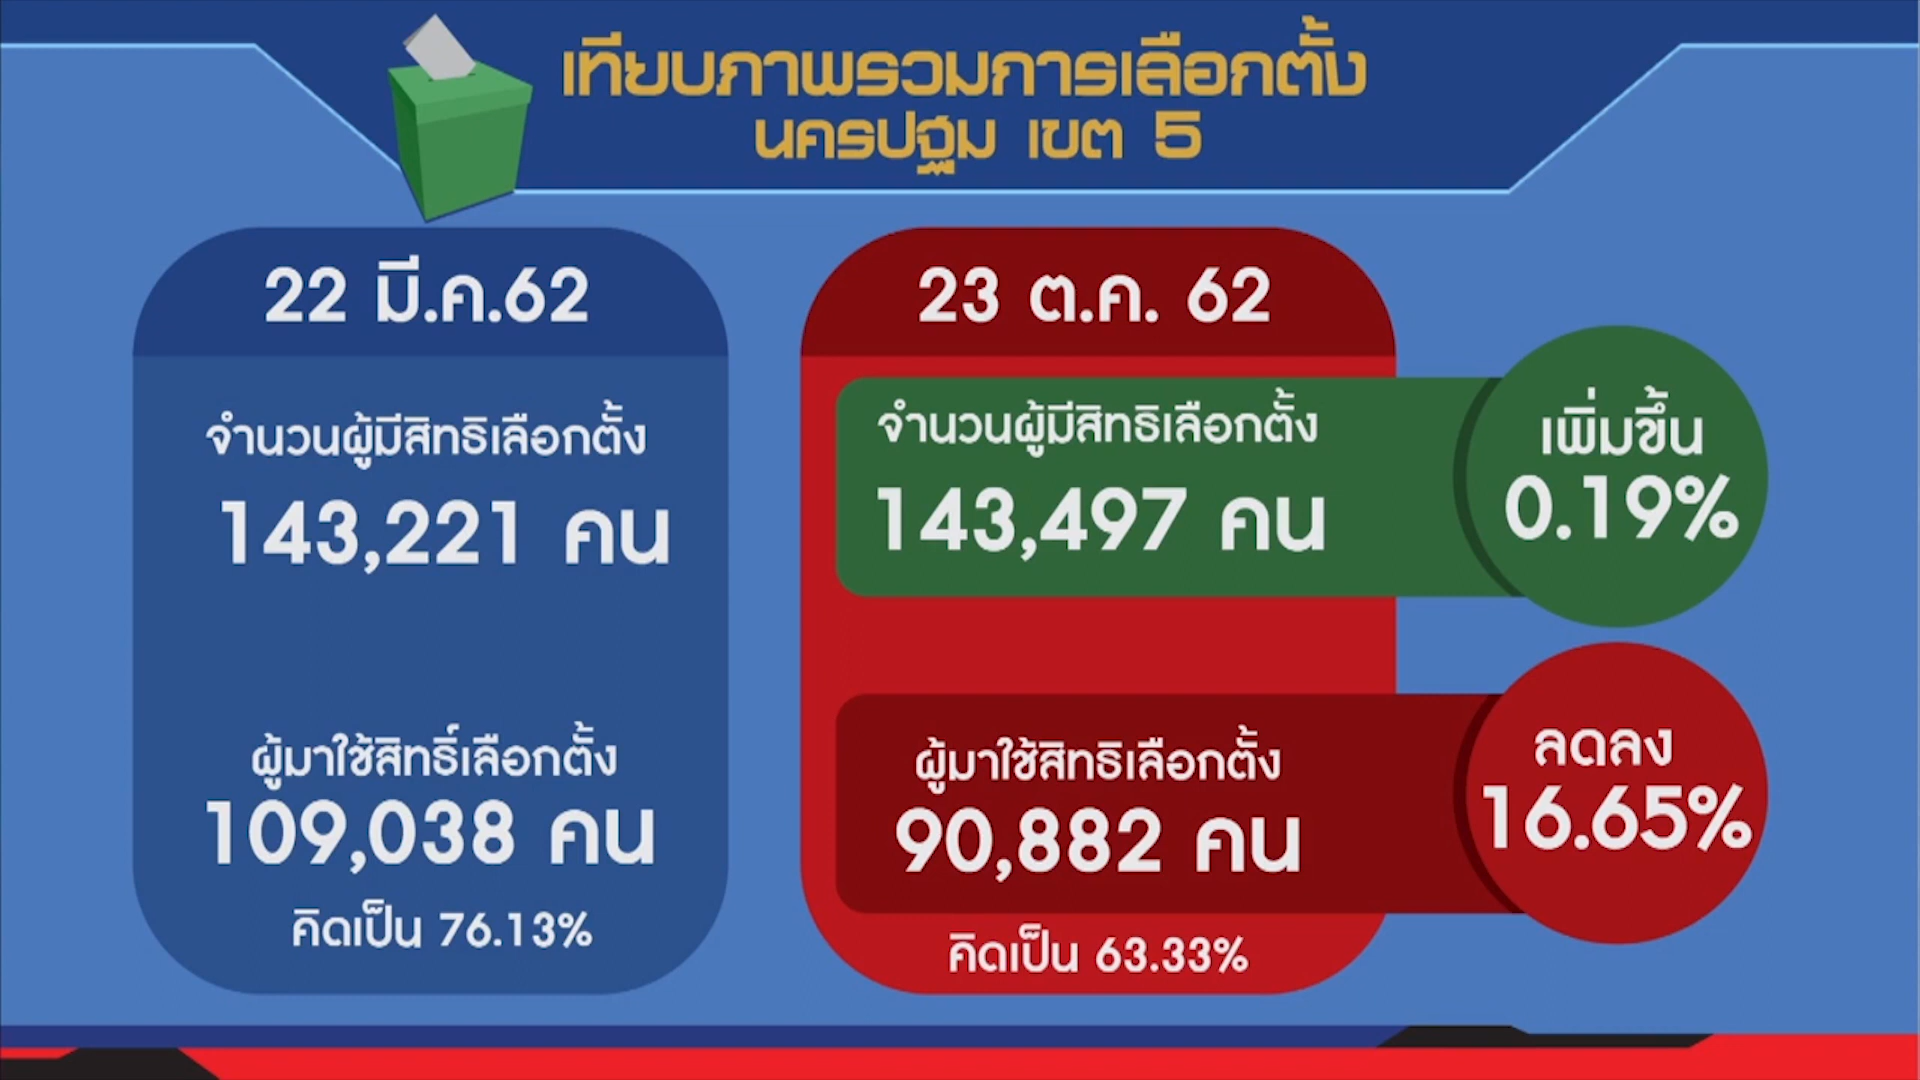 เทียบภาพรวมการเลือกตั้ง
นครปฐม เขต 5
22 มี.ค.62
จำนวนผู้มีสิทธิเลือกตั้ง
143,221 คน
ผู้มาใช้สิทธิ์เลือกตั้ง
109,038 คน
คิดเป็น 76.13%
23 ต.ค. 62
จำนวนผู้มีสิทธิเลือกตั้ง
143,497 คน
เพิ่มขึ้น
0.19%
ผู้มาใช้สิทธิเลือกตั้ง
90,882 คน
ลดลง
16.65%
คิดเป็น 63.33%